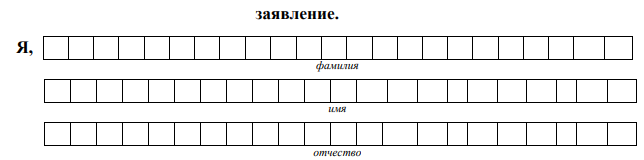 заявление.
Я,
фамилия
имя
отчество